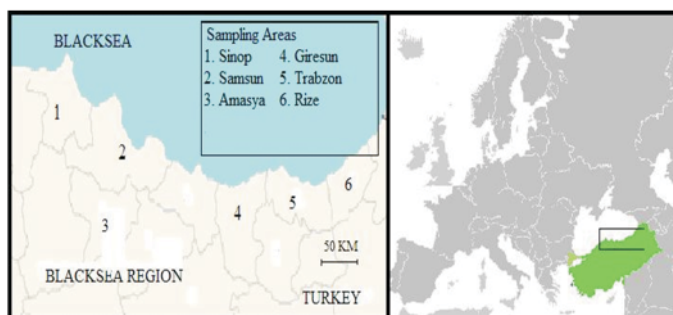 BLACKSEA
Sampling Areas
1. Sinop 4. Giresun
2. Samsun 5. Trabzon
3. Amasya 6. Rize
1
2
3
4
5
6
50 KM
BLACKSEA REGION
TURKEY